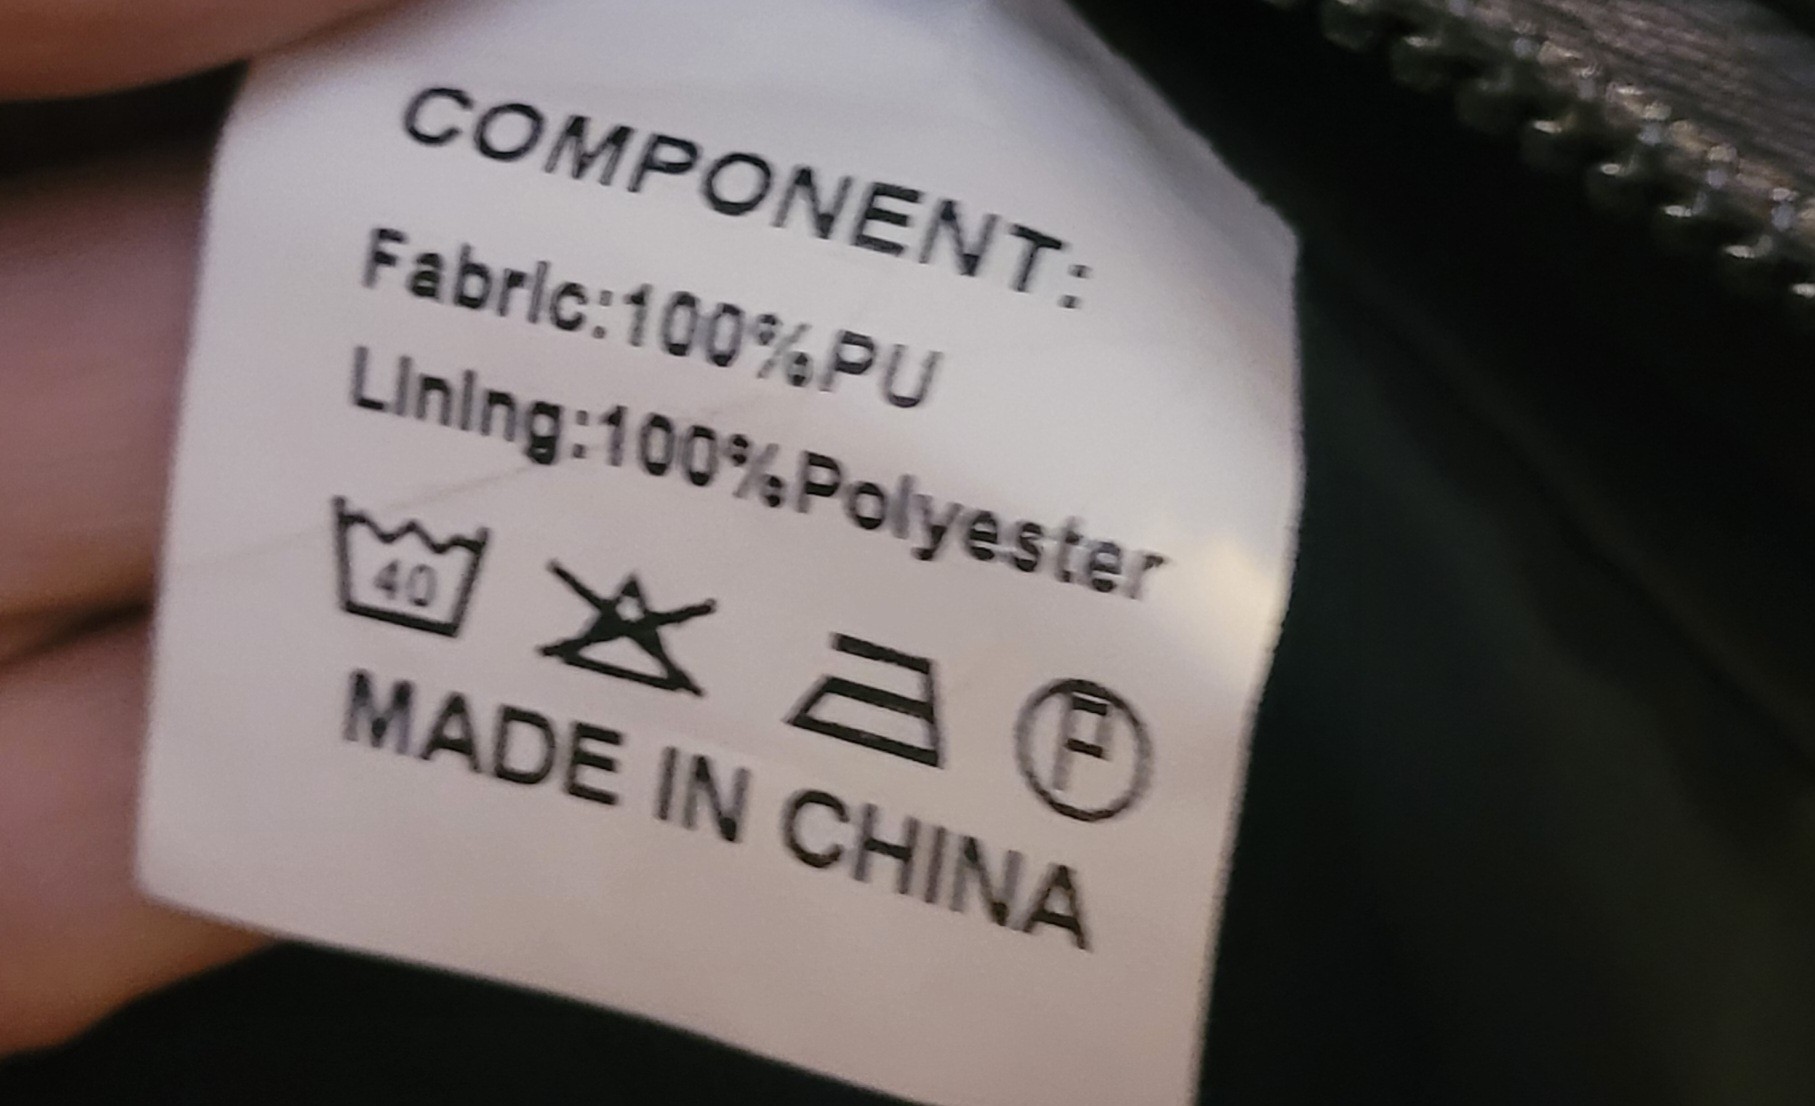 COMPONENT:
Fabric:100%PU
Lining:100%Polyester
40 F
MADE IN CHINA